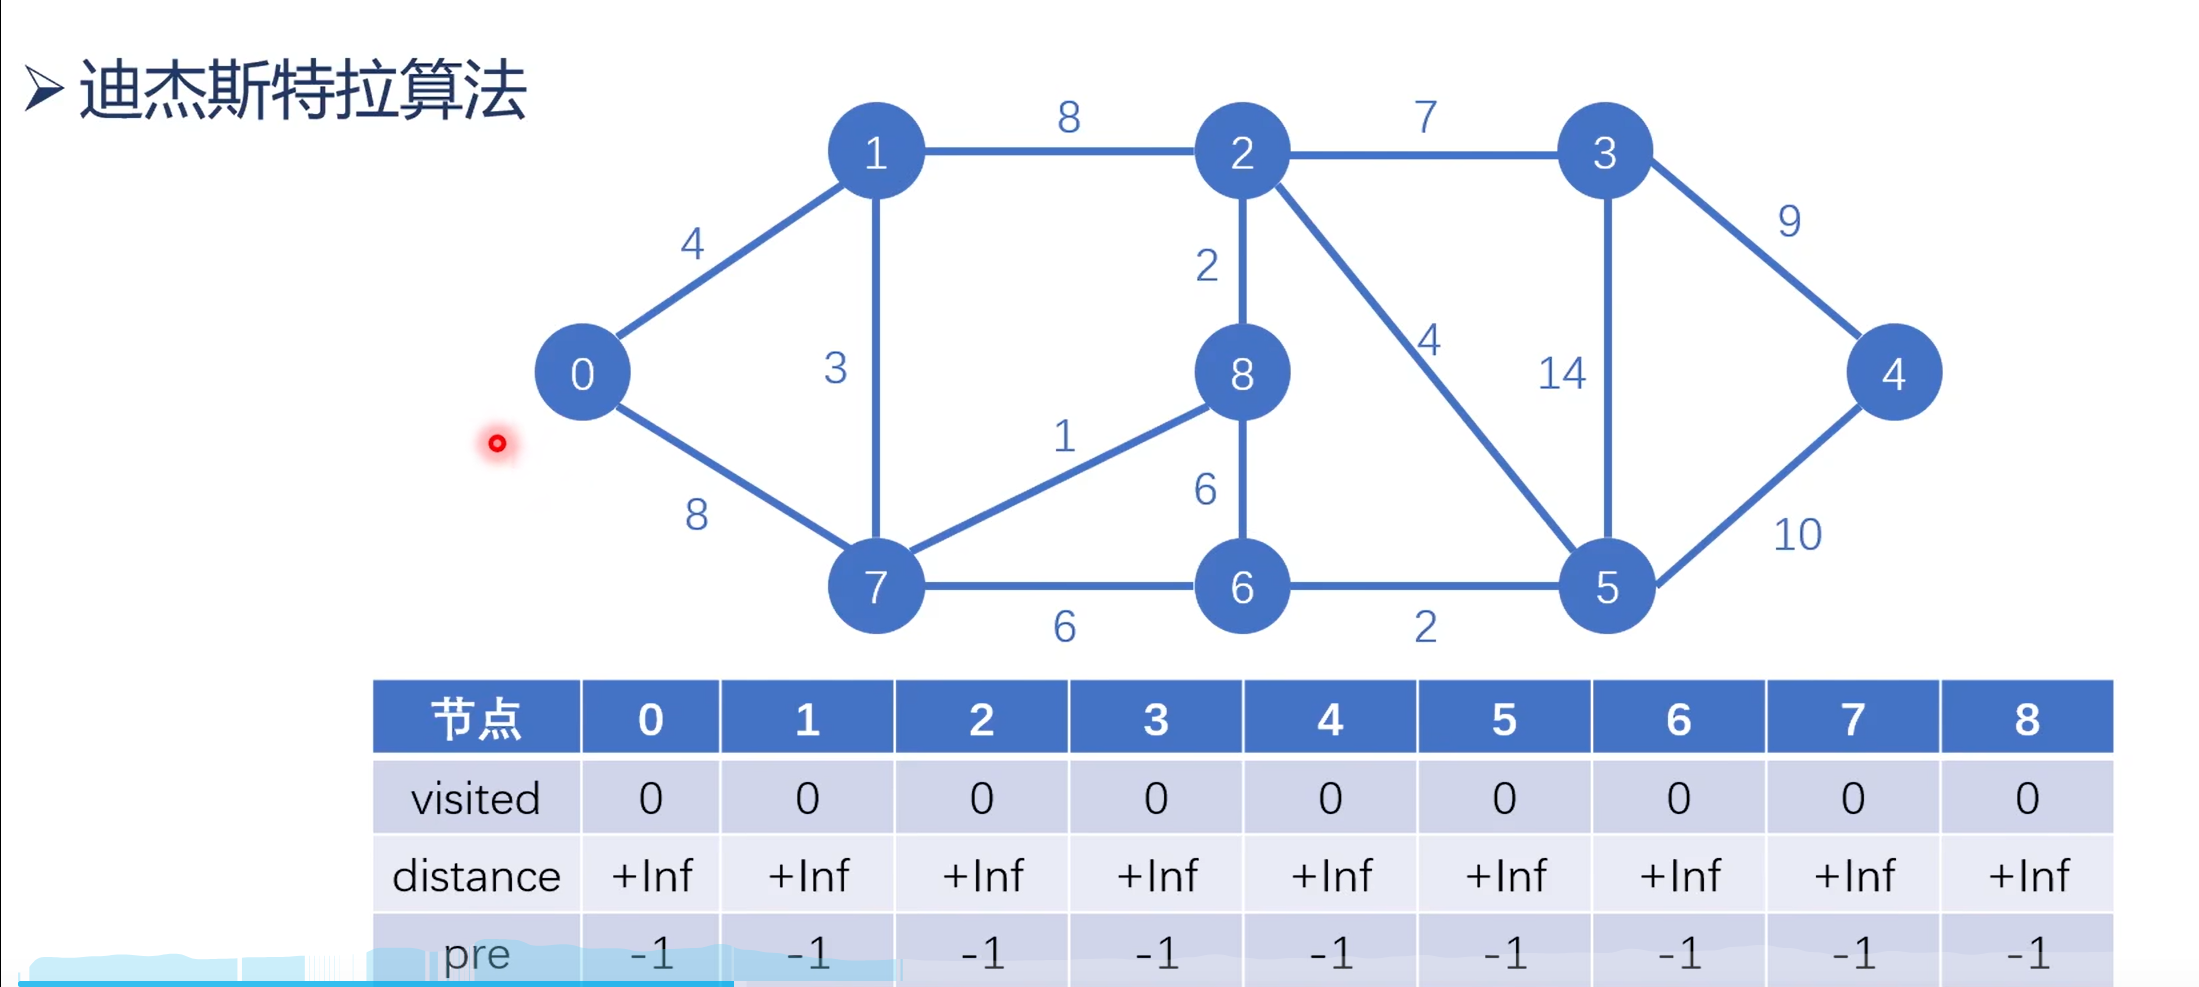 迪杰斯特拉算法
1 8 2 7 3
4 9
2
0 3 8 4 14 4
1
8 6 10
7 6 5
6 2
节点 0 1 2 3 4 5 6 7 8
visited 0 0 0 0 0 0 0 0 0
distance +Inf +Inf +Inf +Inf +Inf +Inf +Inf +Inf +Inf
pre -1 -1 -1 -1 -1 -1 -1 -1 -1